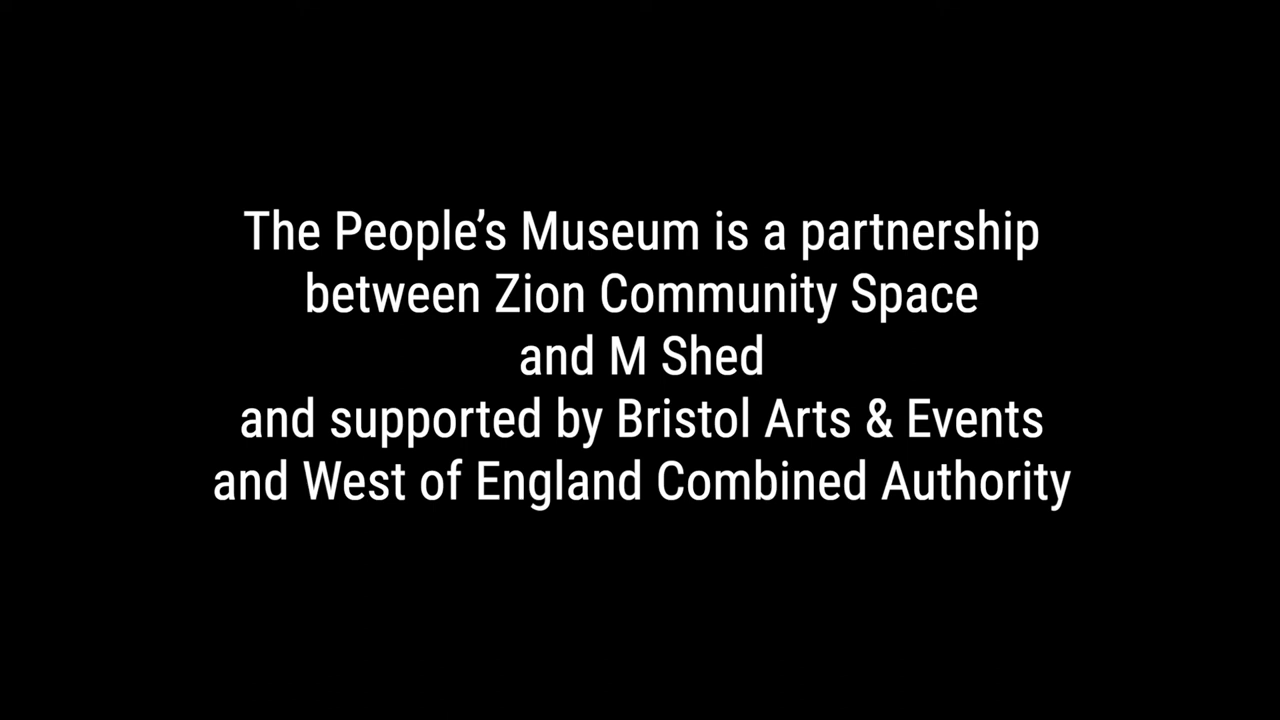 The People’s Museum is a partnership
between Zion Community Space
and M Shed
and supported by Bristol Arts & Events
and West of England Combined Authority